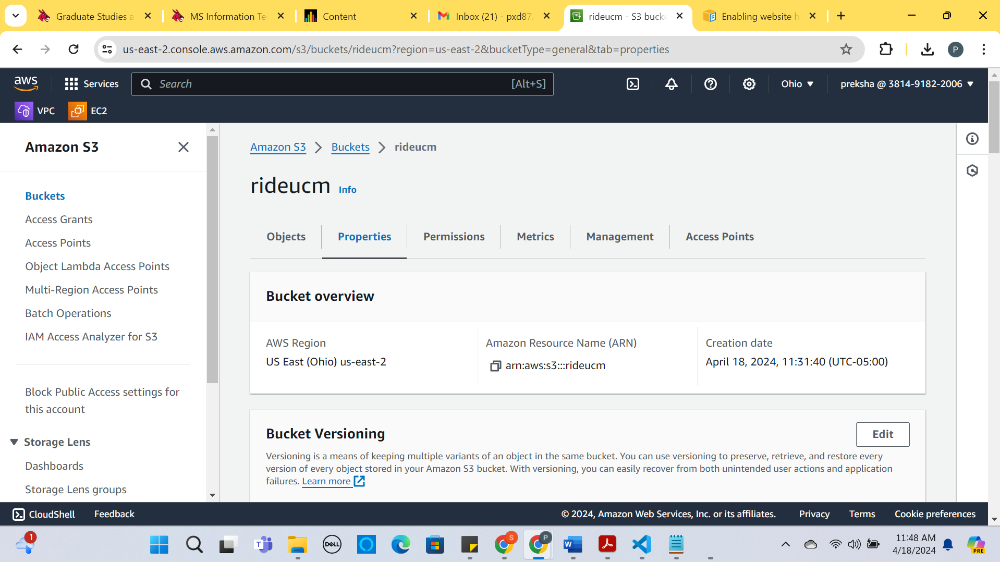 Graduate Studies a
MS Information Te
Content
Inbox (21) - pxd87
rideucm - S3 bucke
Enabling website h
us-east-2.console.aws.amazon.com/s3/buckets/rideucm?region=us-east-2&bucketType=general&tab=properties
P
aws
Services
Search
[Alt+S]
Ohio
preksha @ 3814-9182-2006
VPC
EC2
Amazon S3
Buckets
Access Grants
Access Points
Object Lambda Access Points
Multi-Region Access Points
Batch Operations
IAM Access Analyzer for S3
Block Public Access settings for
this account
Storage Lens
Dashboards
Storage Lens groups
Amazon S3
Buckets
rideucm
rideucm
Info
Objects
Properties
Permissions
Metrics
Management
Access Points
Bucket overview
AWS Region
US East (Ohio) us-east-2
Amazon Resource Name (ARN)
arn:aws:s3:::rideucm
Creation date
April 18, 2024, 11:31:40 (UTC-05:00)
Bucket Versioning
Edit
Versioning is a means of keeping multiple variants of an object in the same bucket. You can use versioning to preserve, retrieve, and restore every
version of every object stored in your Amazon S3 bucket. With versioning, you can easily recover from both unintended user actions and application
failures. Learn more
CloudShell
Feedback
© 2024, Amazon Web Services, Inc. or its affiliates.
Privacy
Terms
Cookie preferences
1
T
DELL
S
P
W
11:48 AM
4/18/2024
PRE